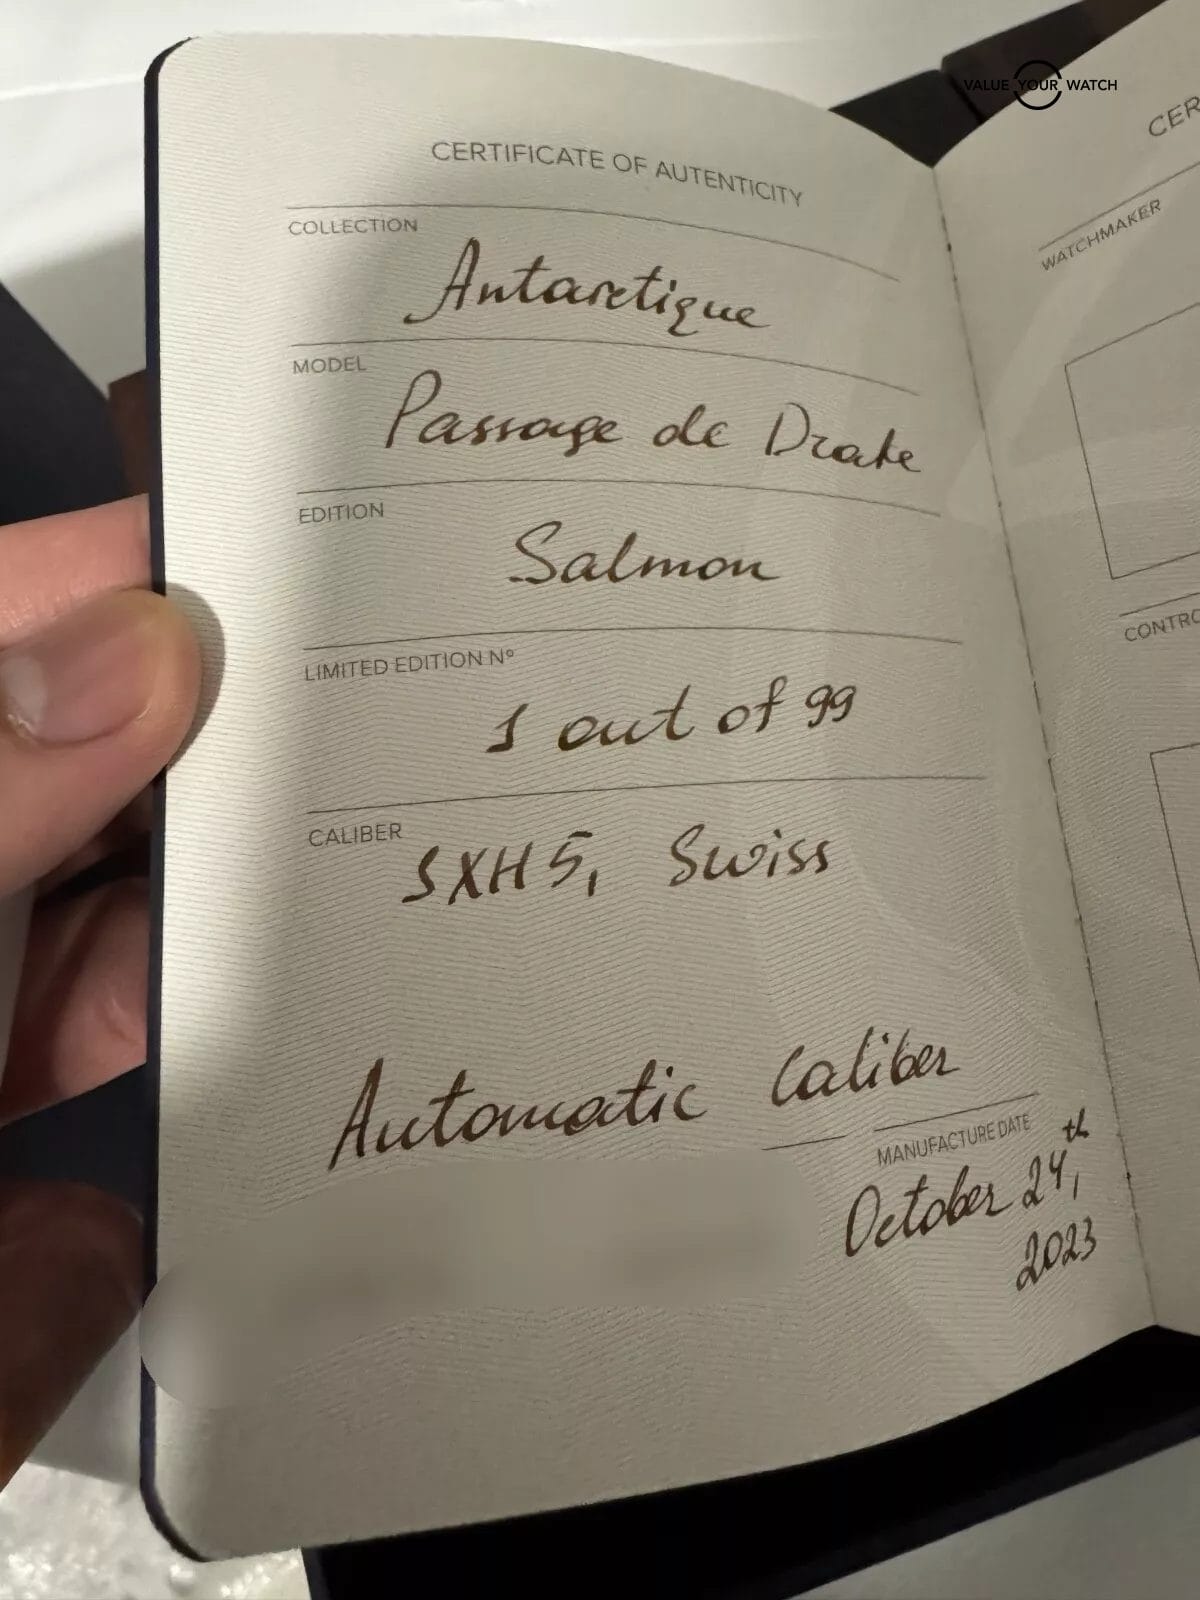 VALUE YOUR WATCH
CERTIFICATE OF AUTENTICITY
COLLECTION
Antarctique
MODEL
Passage de Drake
EDITION
Salmon
LIMITED EDITION Nº
1 out of 99
CALIBER
SXH5, Swiss
Automatic Caliber
MANUFACTURE DATE
October 24th,
2023
CER
WATCHMAKER
CONTRO